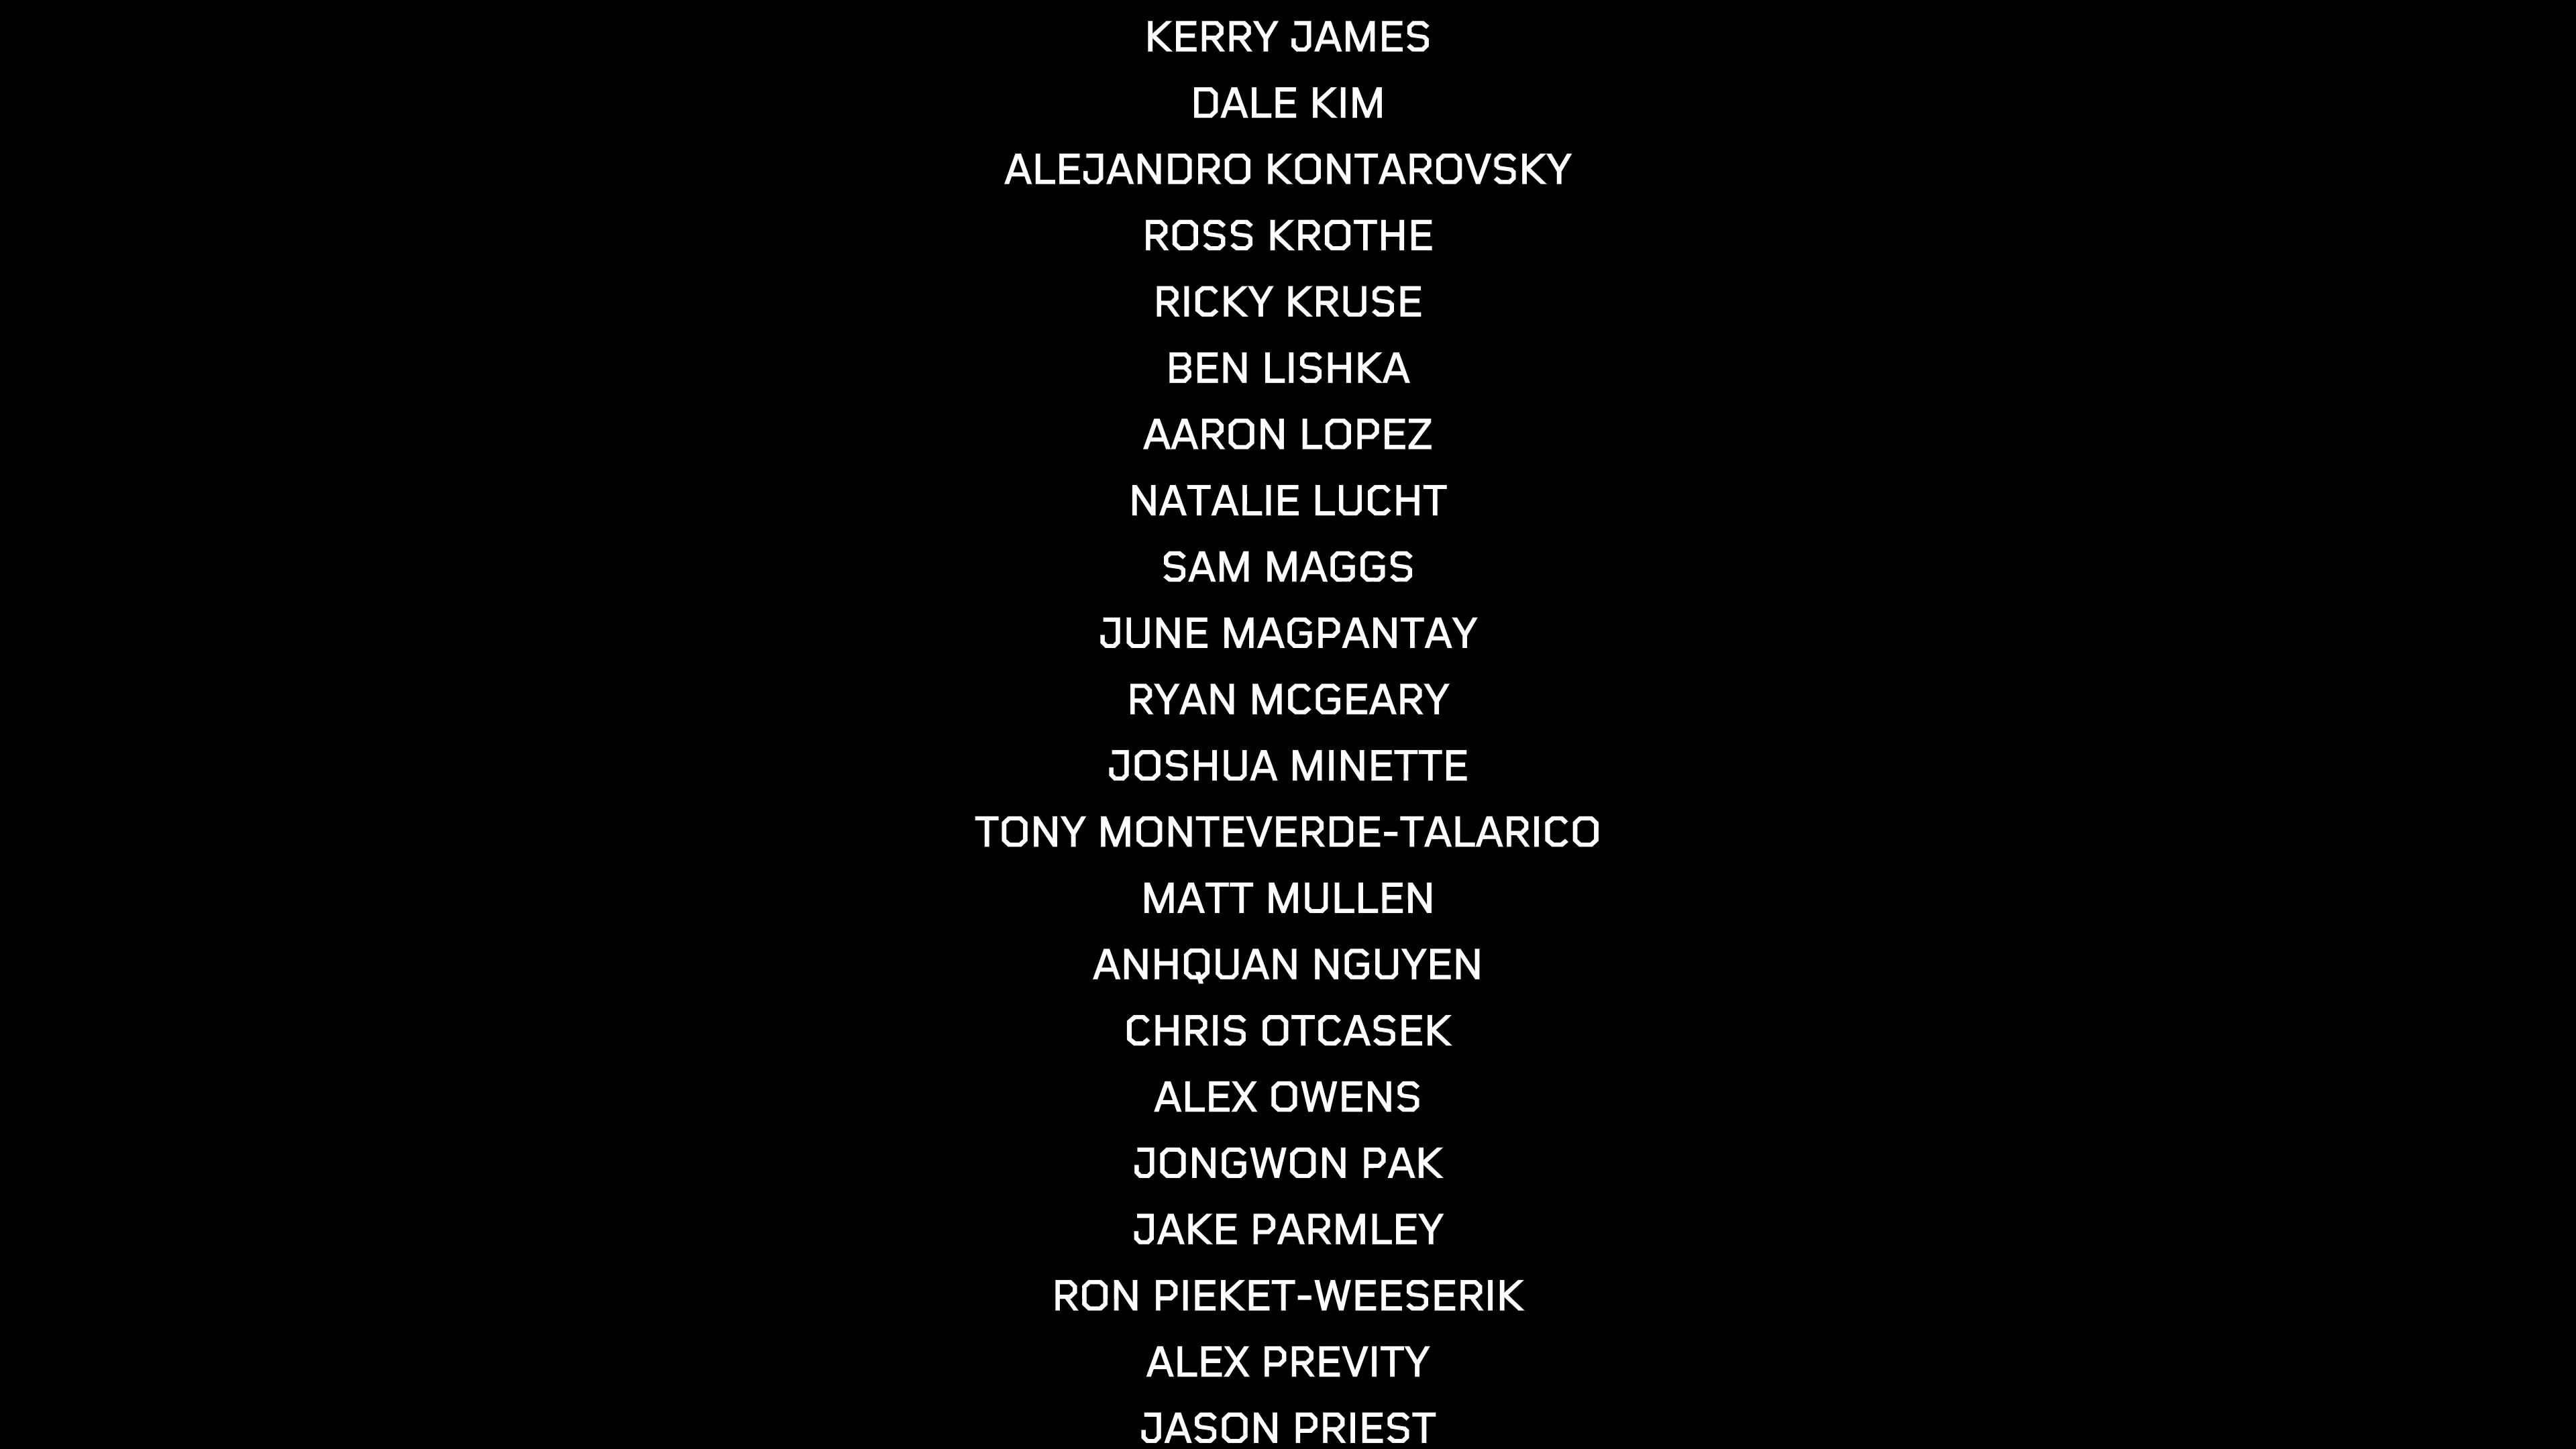 KERRY JAMES
DALE KIM
ALEJANDRO KONTAROVSKY
ROSS KROTHE
RICKY KRUSE
BEN LISHKA
AARON LOPEZ
NATALIE LUCHT
SAM MAGGS
JUNE MAGPANTAY
RYAN MCGEARY
JOSHUA MINETTE
TONY MONTEVERDE-TALARICO
MATT MULLEN
ANHQUAN NGUYEN
CHRIS OTCASEK
ALEX OWENS
JONGWON PAK
JAKE PARMLEY
RON PIEKET-WEESERIK
ALEX PREVITY
JASON PRIEST